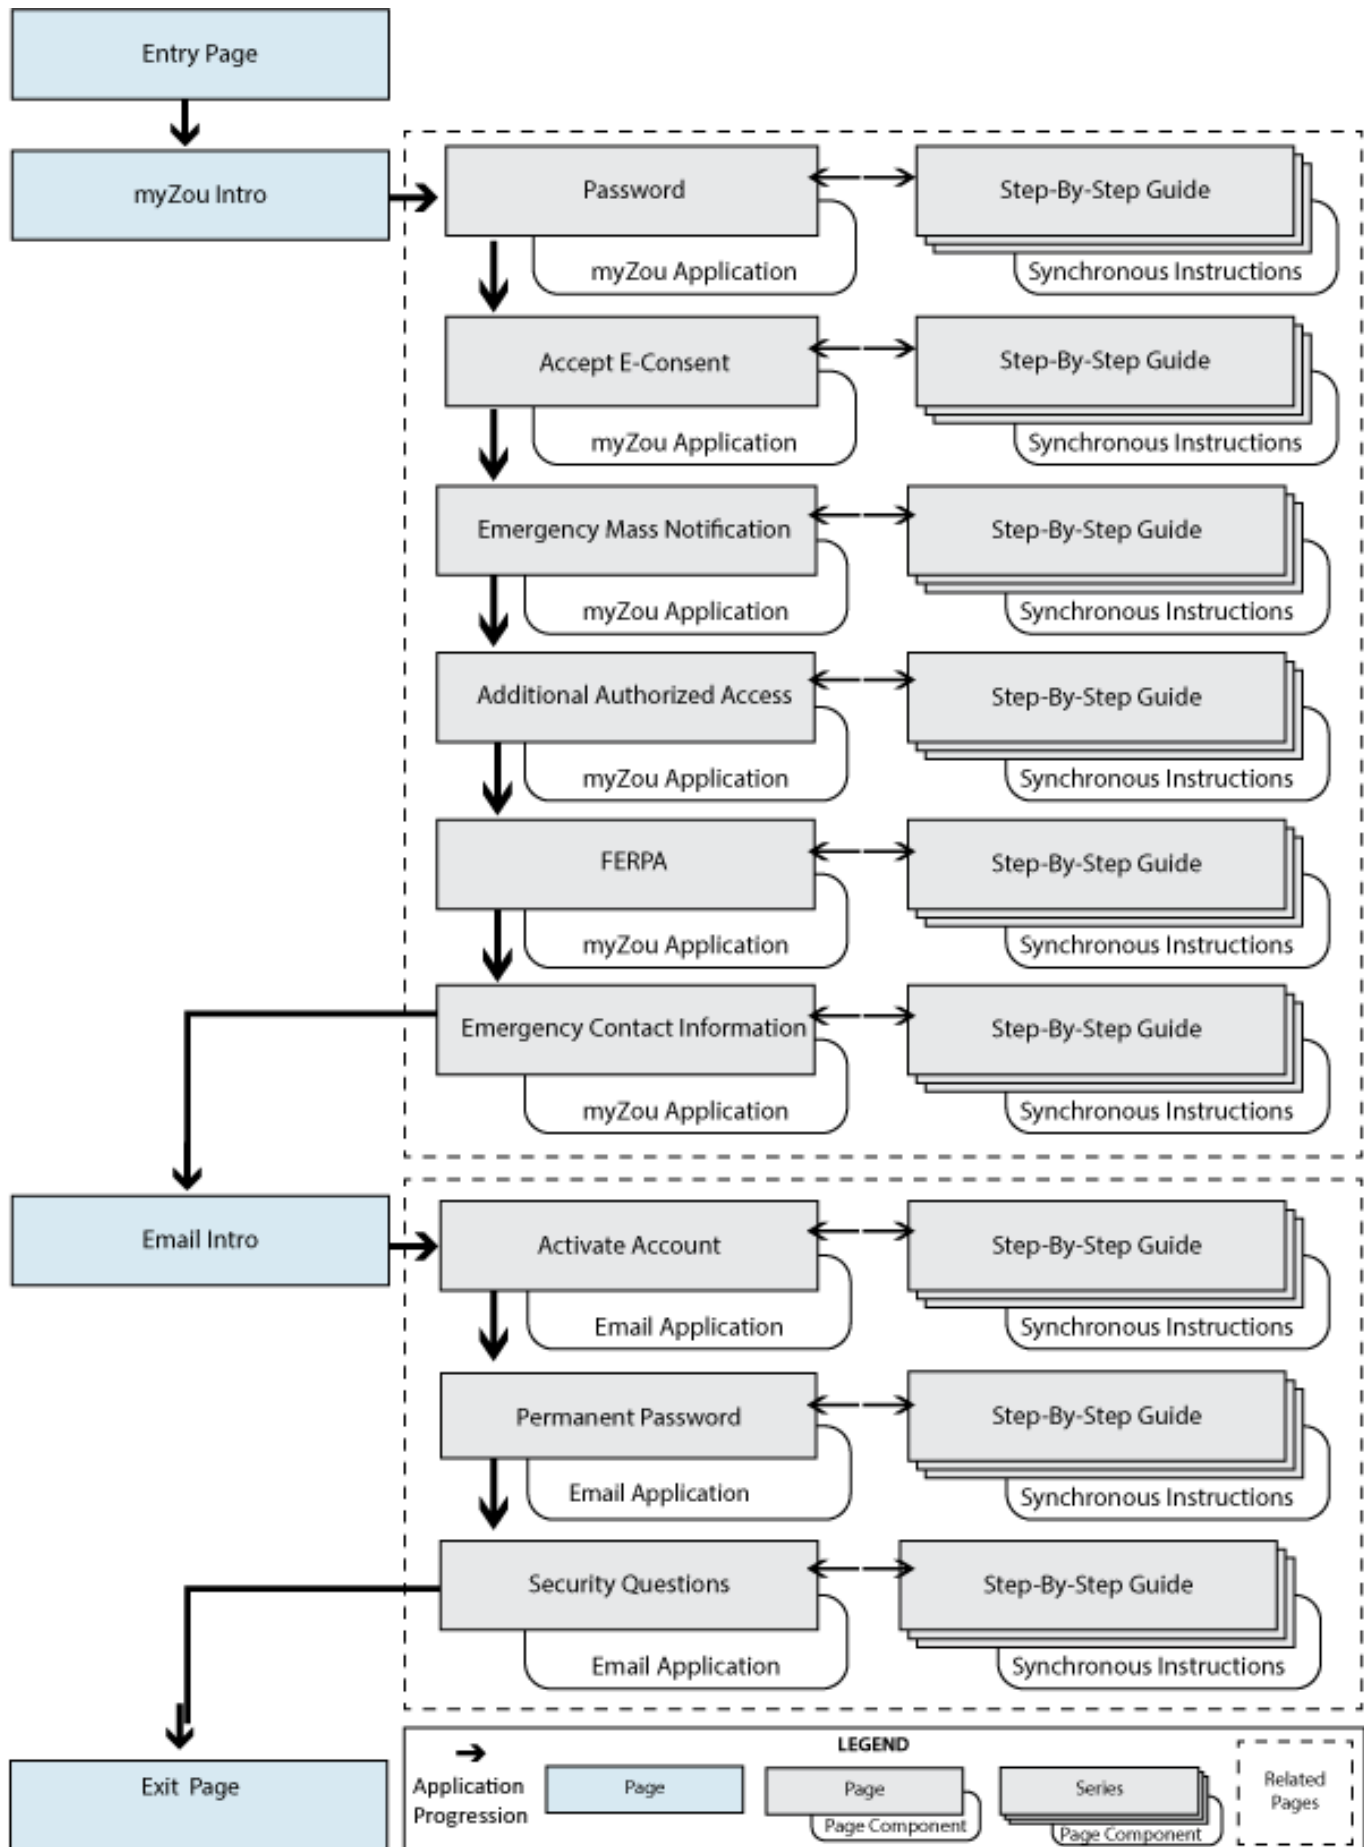 Entry Page
myZou Intro
Password
Step-By-Step Guide
myZou Application
Synchronous Instructions
Accept E-Consent
Step-By-Step Guide
myZou Application
Synchronous Instructions
Emergency Mass Notification
Step-By-Step Guide
myZou Application
Synchronous Instructions
Additional Authorized Access
Step-By-Step Guide
myZou Application
Synchronous Instructions
FERPA
Step-By-Step Guide
myZou Application
Synchronous Instructions
Emergency Contact Information
Step-By-Step Guide
myZou Application
Synchronous Instructions
Email Intro
Activate Account
Step-By-Step Guide
Email Application
Synchronous Instructions
Permanent Password
Step-By-Step Guide
Email Application
Synchronous Instructions
Security Questions
Step-By-Step Guide
Email Application
Synchronous Instructions
Exit Page
LEGEND
Application
Progression
Page
Page
Page Component
Series
Page Component
Related
Pages